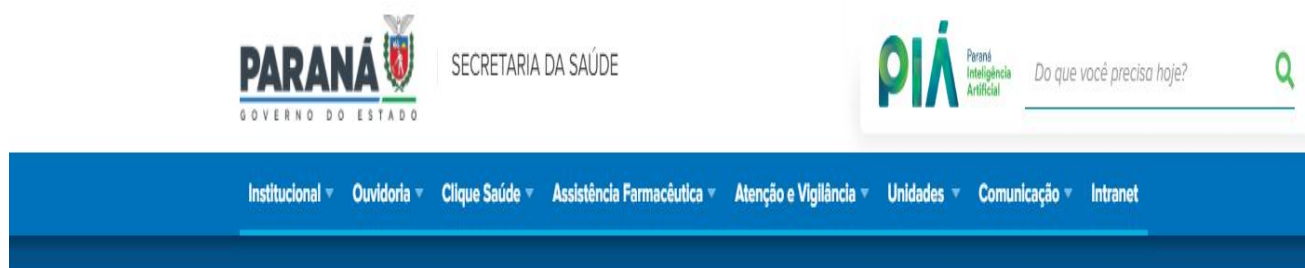 PARANÁ
GOVERNO DO ESTADO
SECRETARIA DA SAÚDE
PIÁ
Paraná
Inteligência
Artificial
Do que você precisa hoje?
Institucional Ouvidoria Clique Saúde Assistência Farmacêutica Atenção e Vigilância Unidades Comunicação Intranet